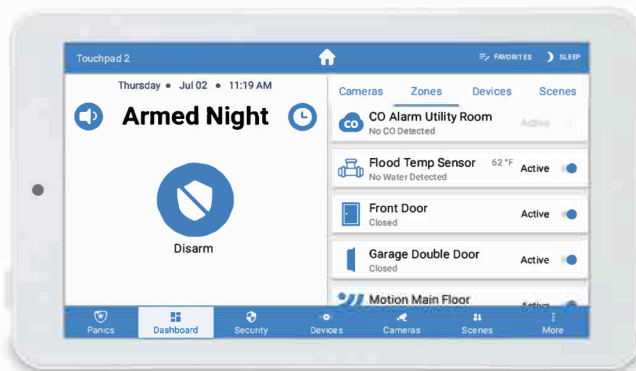 Touchpad 2
FAVORITES
SLEEP
Thursday • Jul 02 • 11:19 AM
Armed Night
Disarm
Cameras Zones Devices Scenes
CO
CO Alarm Utility Room
No CO Detected
Active
Flood Temp Sensor 62 °F Active
No Water Detected
Front Door
Closed
Active
Garage Double Door
Closed
Active
Motion Main Floor
Active
Panics Dashboard Security Devices Cameras Scenes More